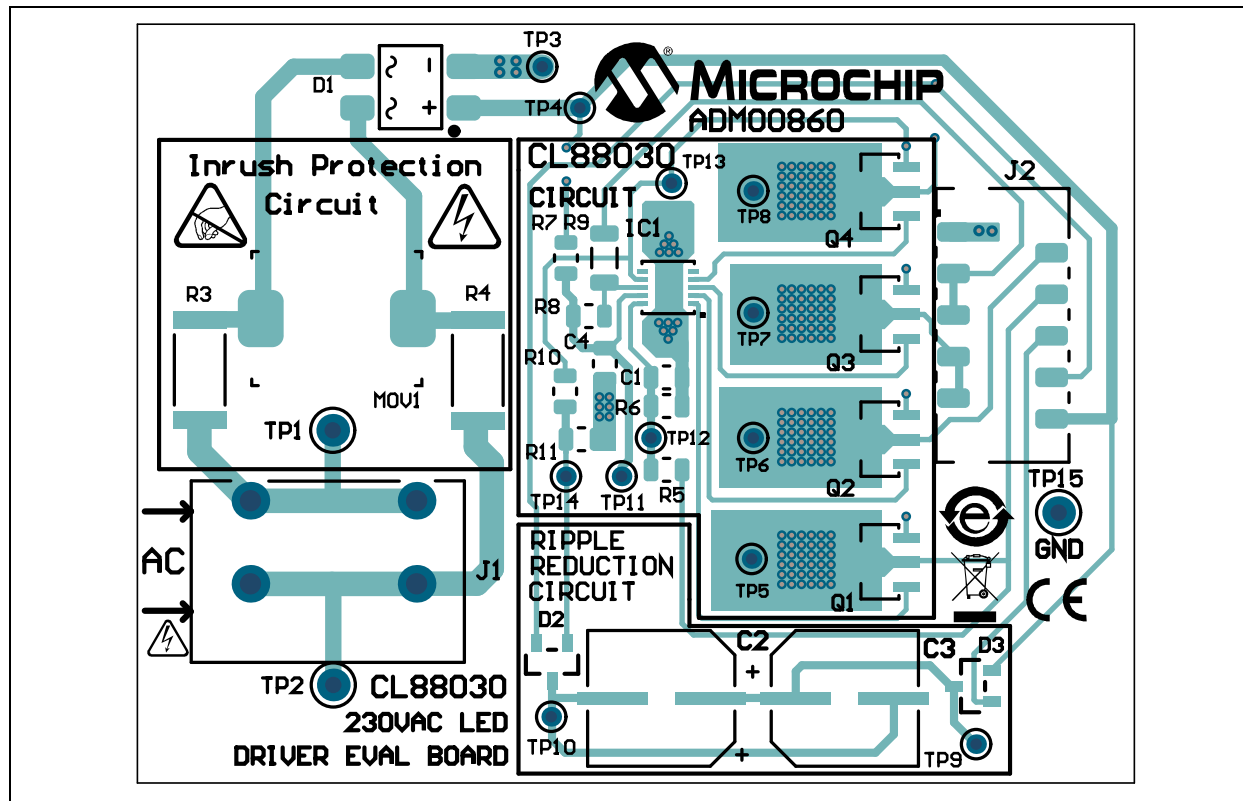 TP3
D1
~ -
~ +
TP4
® MICROCHIP
ADM00860
Inrush Protection
Circuit
CL88030
CIRCUIT
TP13
J2
TP8
R7 R9
IC1
Q4
R3
R4
R8
TP7
C4
R10
Q3
C1
R6
MOV1
TP1
TP12
R11
TP6
R5
TP14
TP11
Q2
TP15
e
GND
AC
J1
RIPPLE
REDUCTION
CIRCUIT
TP5
Q1
CE
D2
C2
C3
D3
+
TP2
CL88030
230VAC LED
DRIVER EVAL BOARD
TP10
+
TP9